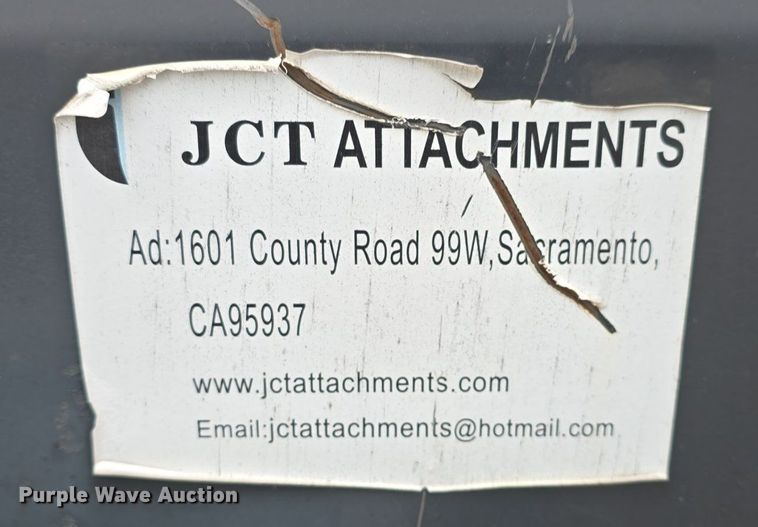 JCT ATTACHMENTS
Ad:1601 County Road 99W,Sacramento,
CA95937
www.jctattachments.com
Email:jctattachments@hotmail.com
Purple Wave Auction